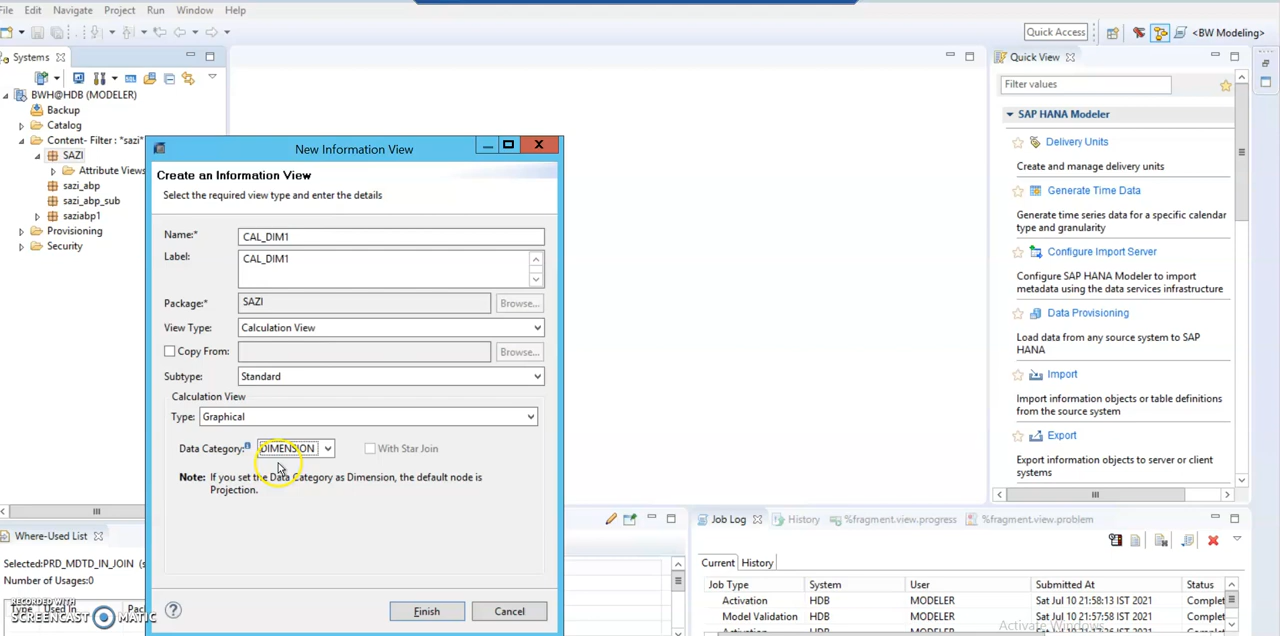 File Edit Navigate Project Run Window Help
Quick Access
<BW Modeling>
Systems
BWH@HDB (MODELER)
Backup
Catalog
Content- Filter : *sazi*
SAZI
Attribute Views
sazi_abp
sazi_abp_sub
saziabp1
Provisioning
Security
New Information View
Create an Information View
Select the required view type and enter the details
Name:* CAL_DIM1
Label: CAL_DIM1
Package:* SAZI Browse...
View Type: Calculation View
Copy From: Browse...
Subtype: Standard
Calculation View
Type: Graphical
Data Category: DIMENSION With Star Join
Note: If you set the Data Category as Dimension, the default node is
Projection.
Finish Cancel
Quick View
Filter values
SAP HANA Modeler
Delivery Units
Create and manage delivery units
Generate Time Data
Generate time series data for a specific calendar
type and granularity
Configure Import Server
Configure SAP HANA Modeler to import
metadata using the data services infrastructure
Data Provisioning
Load data from any source system to SAP
HANA
Import
Import information objects or table definitions
from the source system
Export
Export information objects to server or client
systems
Where-Used List
Selected:PRD_MDTD_IN_JOIN (s
Number of Usages:0
Type Used In Pac
RECORDED WITH
SCREENCAST MATIC
Job Log History %fragment.view.progress %fragment.view.problem
Current History
Job Type System User Submitted At Status
Activation HDB MODELER Sat Jul 10 21:58:13 IST 2021 Complet
Model Validation HDB MODELER Sat Jul 10 21:58:13 IST 2021 Complet
Activation HDB MODELER
Activate Windows